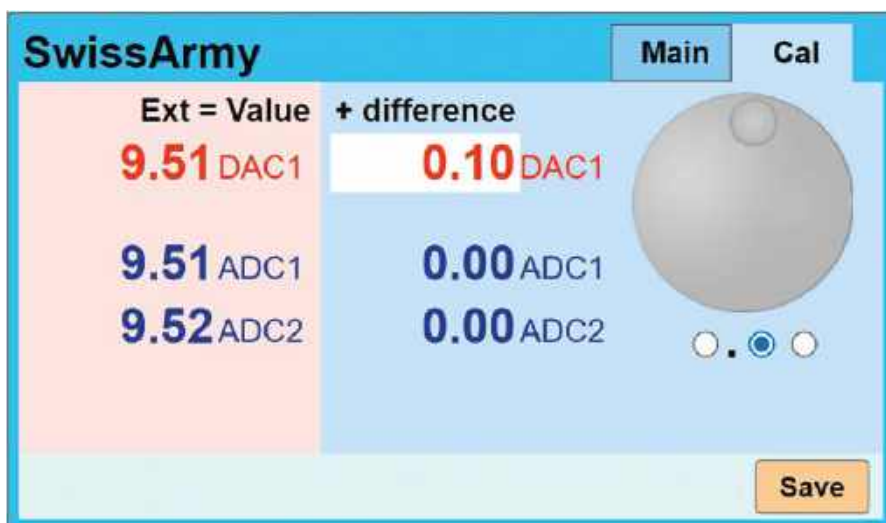 SwissArmy Main Cal
Ext = Value + difference
9.51 DAC1 0.10 DAC1
9.51 ADC1 0.00 ADC1
9.52 ADC2 0.00 ADC2
.
Save